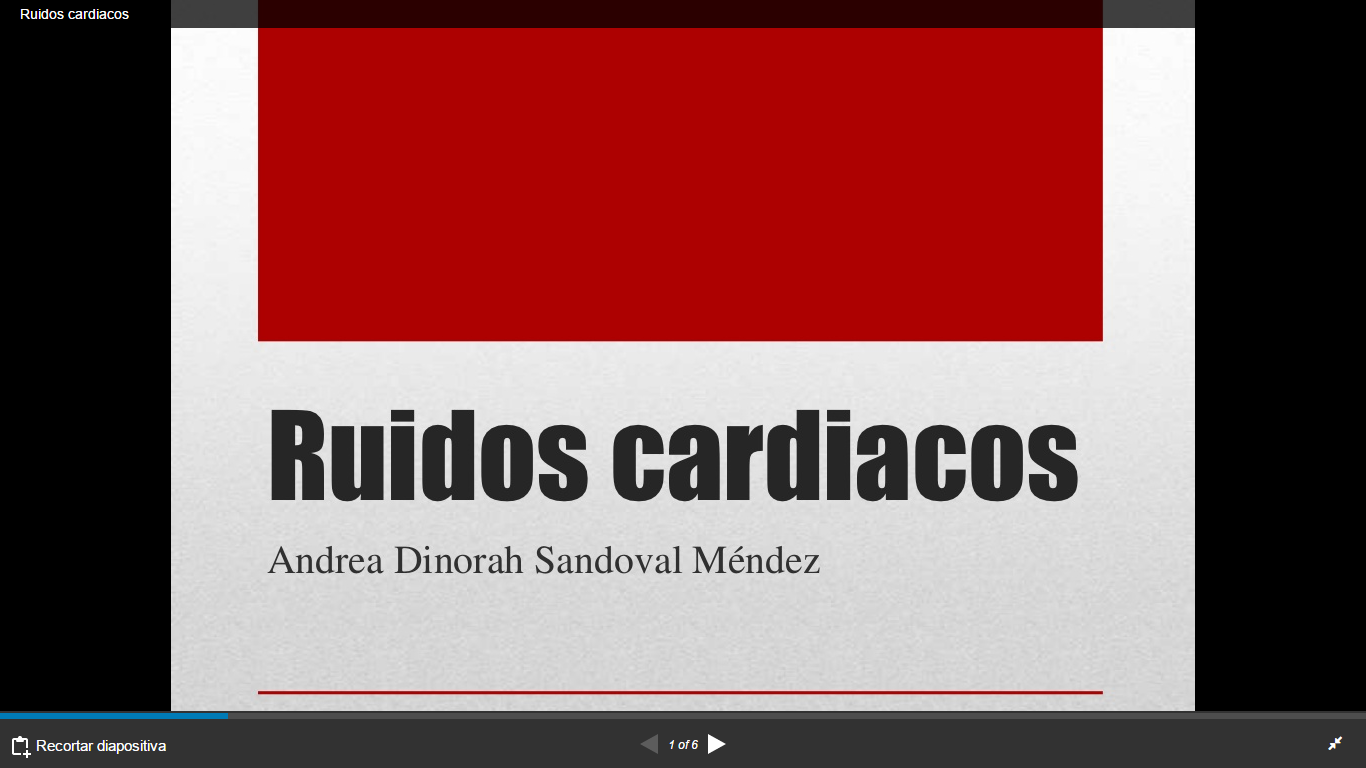 Ruidos cardiacos
Ruidos cardiacos
Andrea Dinorah Sandoval Méndez
Recortar diapositiva
1 of 6